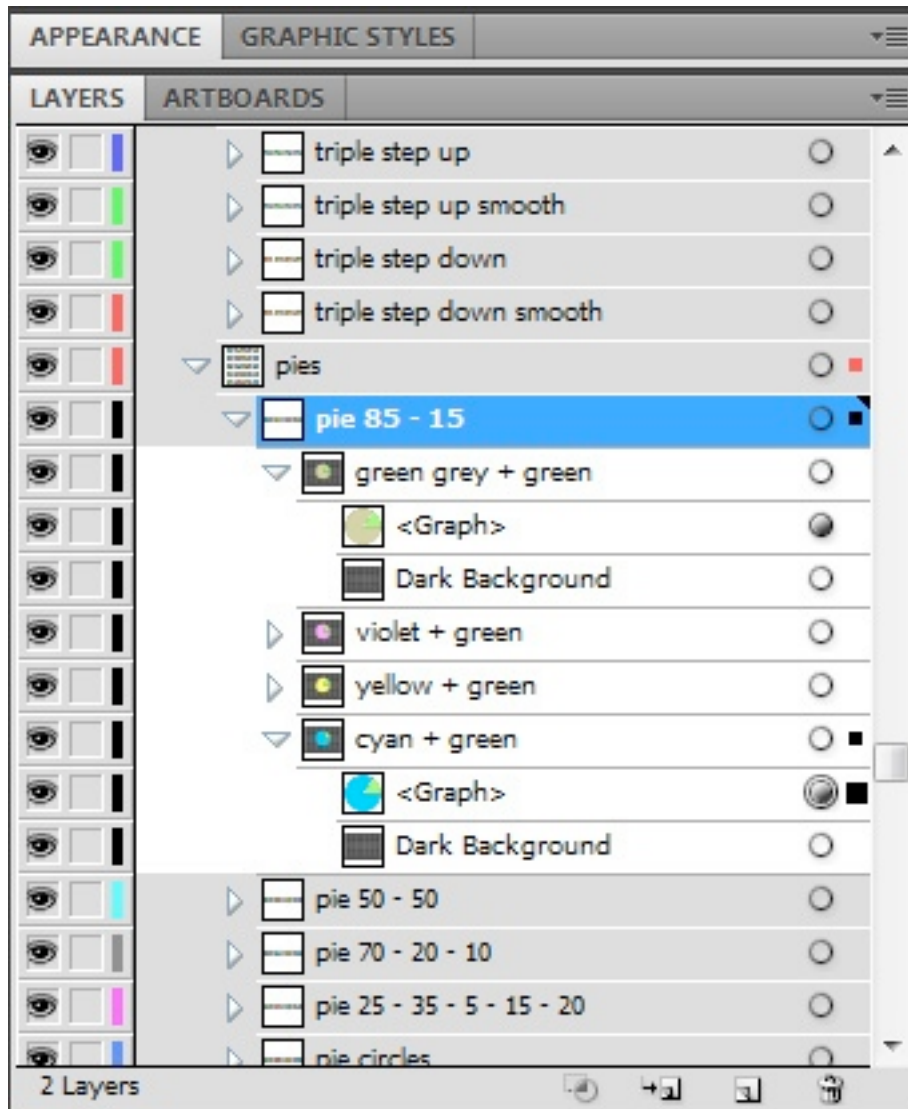 APPEARANCE GRAPHIC STYLES
LAYERS ARTBOARDS
triple step up
triple step up smooth
triple step down
triple step down smooth
pies
pie 85 - 15
green grey + green
<Graph>
Dark Background
violet + green
yellow + green
cyan + green
<Graph>
Dark Background
pie 50 - 50
pie 70 - 20 - 10
pie 25 - 35 - 5 - 15 - 20
pie circles
2 Layers